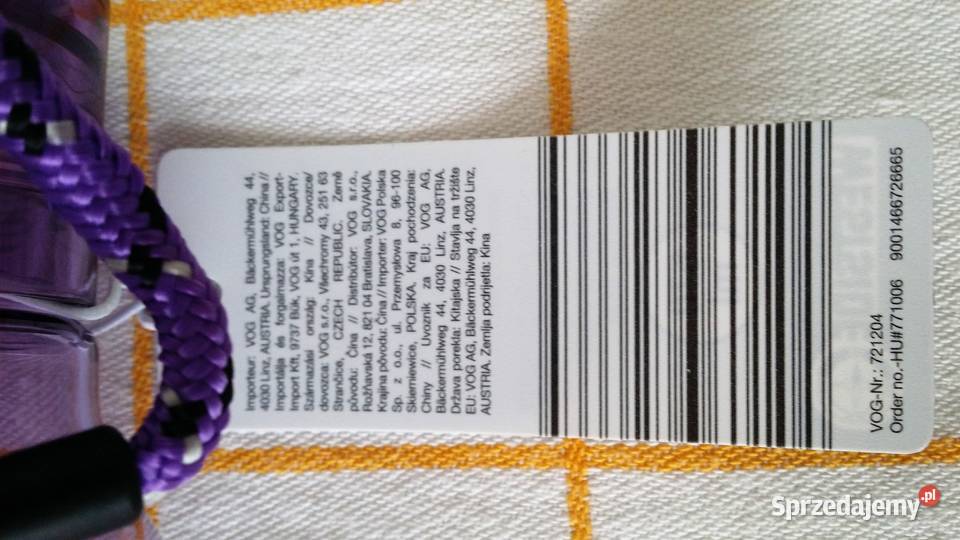 Importeur: VOG AG, Bäckermühlweg 44,
4030 Linz, AUSTRIA. Ursprungsland: China //
Importálja és forgalmazza: VOG Export-
Import Kft, 9737 Bük, VOG út 1, HUNGARY.
Származási ország: Kína // Dovozce/
dovozca: VOG s.r.o., Všechromy 43, 251 63
Strančice, CZECH REPUBLIC. Země
původu: Čína // Distribútor: VOG s.r.o.,
Rožňavská 12, 821 04 Bratislava, SLOVAKIA.
Krajina pôvodu: Čína // Importer: VOG Polska
Sp. z o.o., ul. Przemysłowa 8, 96-100
Skierniewice, POLSKA. Kraj pochodzenia:
Chiny // Uvoznik za EU: VOG AG,
Bäckermühlweg 44, 4030 Linz, AUSTRIA.
Država porekla: Kitajska // Stavlja na tržište
EU: VOG AG, Bäckermühlweg 44, 4030 Linz,
AUSTRIA. Zemlja podrijetla: Kina
VOG-Nr.: 721204
Order no.-HU#771006 9001466726665
Sprzedajemy.pl